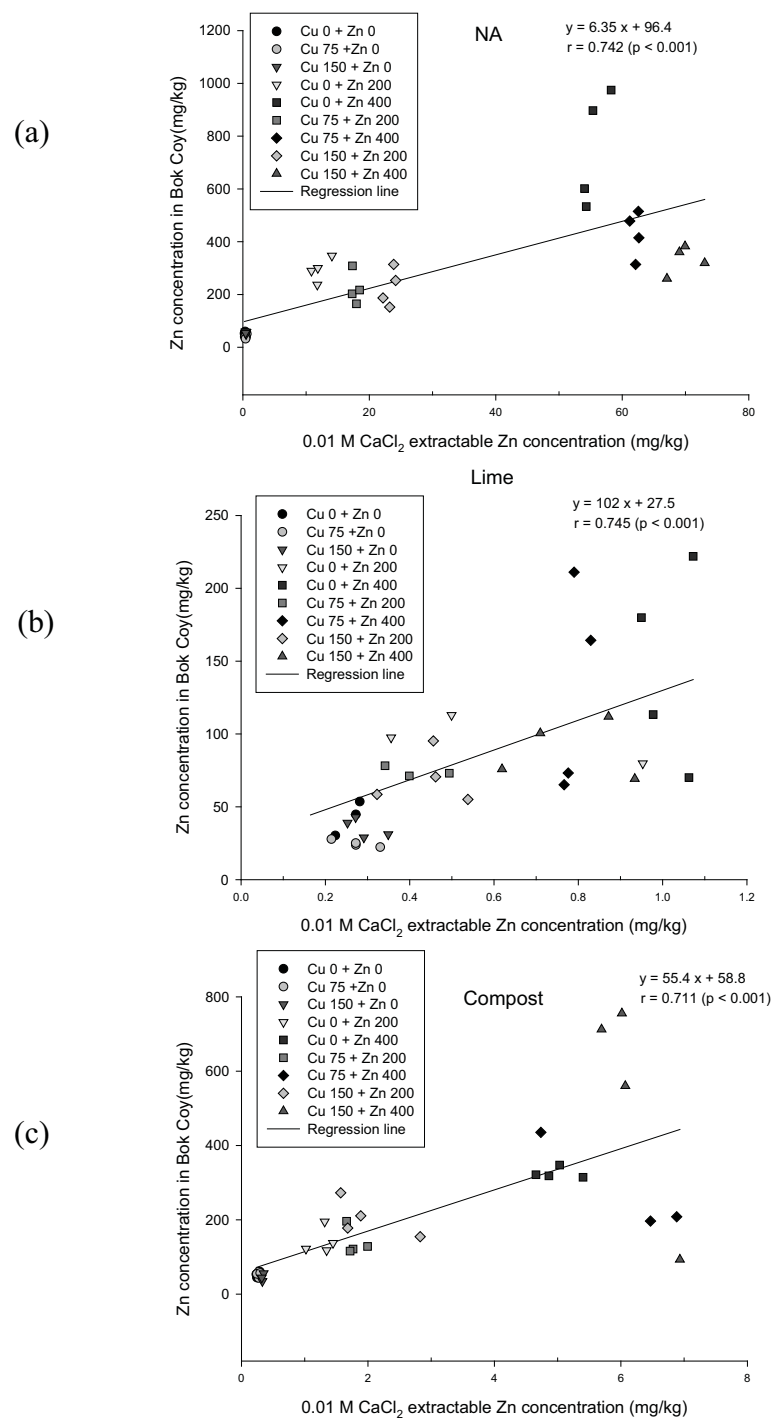 (a)
NA
y = 6.35 x + 96.4
r = 0.742 (p < 0.001)
Cu 0 + Zn 0
Cu 75 +Zn 0
Cu 150 + Zn 0
Cu 0 + Zn 200
Cu 0 + Zn 400
Cu 75 + Zn 200
Cu 75 + Zn 400
Cu 150 + Zn 200
Cu 150 + Zn 400
Regression line
Zn concentration in Bok Coy(mg/kg)
1200
1000
800
600
400
200
0
0 20 40 60 80
0.01 M CaCl₂ extractable Zn concentration (mg/kg)
(b)
Lime
y = 102 x + 27.5
r = 0.745 (p < 0.001)
Cu 0 + Zn 0
Cu 75 +Zn 0
Cu 150 + Zn 0
Cu 0 + Zn 200
Cu 0 + Zn 400
Cu 75 + Zn 200
Cu 75 + Zn 400
Cu 150 + Zn 200
Cu 150 + Zn 400
Regression line
Zn concentration in Bok Coy(mg/kg)
250
200
150
100
50
0
0.0 0.2 0.4 0.6 0.8 1.0 1.2
0.01 M CaCl₂ extractable Zn concentration (mg/kg)
(c)
Compost
y = 55.4 x + 58.8
r = 0.711 (p < 0.001)
Cu 0 + Zn 0
Cu 75 +Zn 0
Cu 150 + Zn 0
Cu 0 + Zn 200
Cu 0 + Zn 400
Cu 75 + Zn 200
Cu 75 + Zn 400
Cu 150 + Zn 200
Cu 150 + Zn 400
Regression line
Zn concentration in Bok Coy(mg/kg)
800
600
400
200
0
0 2 4 6 8
0.01 M CaCl₂ extractable Zn concentration (mg/kg)